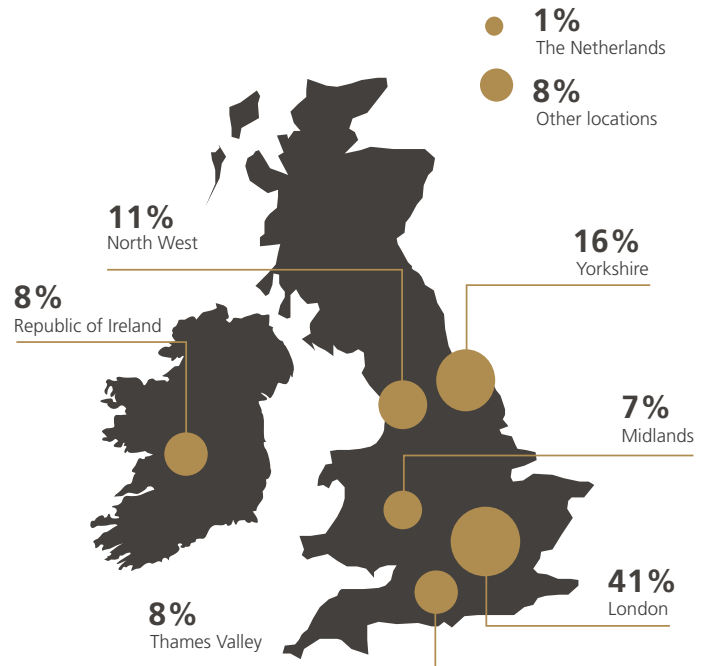 1%
The Netherlands
8%
Other locations
11%
North West
16%
Yorkshire
8%
Republic of Ireland
7%
Midlands
41%
London
8%
Thames Valley